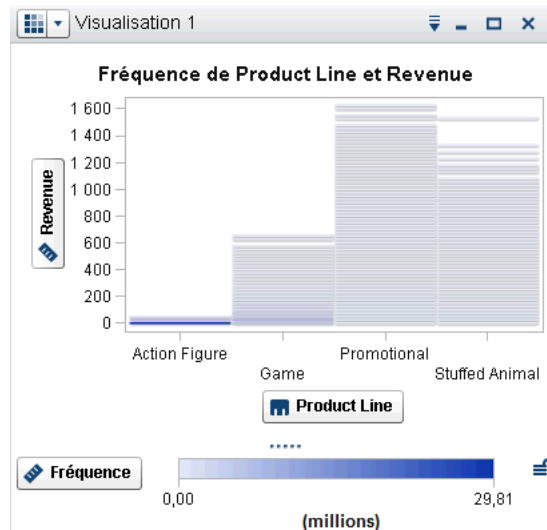 Visualisation 1
Fréquence de Product Line et Revenue
Revenue
1 600
1 400
1 200
1 000
800
600
400
200
0
Action Figure
Game
Promotional
Stuffed Animal
Product Line
Fréquence
0,00
29,81
(millions)